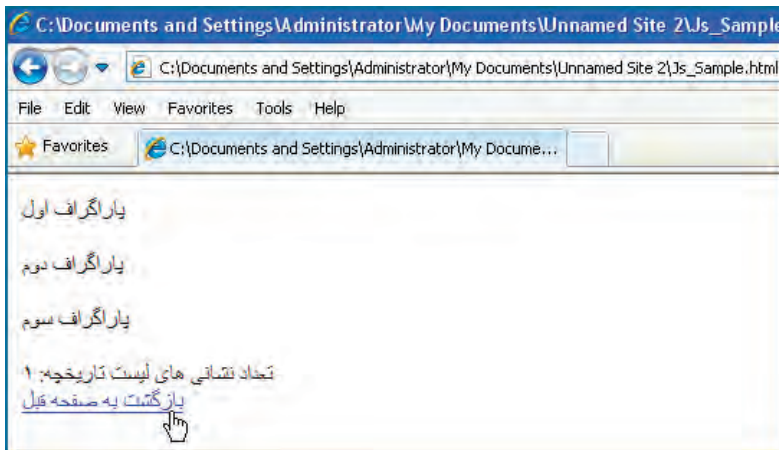 C:\Documents and Settings\Administrator\My Documents\Unnamed Site 2\Js_Sample
C:\Documents and Settings\Administrator\My Documents\Unnamed Site 2\Js_Sample.html
File Edit View Favorites Tools Help
Favorites C:\Documents and Settings\Administrator\My Docume...
پاراگراف اول
پاراگراف دوم
پاراگراف سوم
تعداد نشانی های لیست تاریخچه: ۱
بازگشت به صفحه قبل